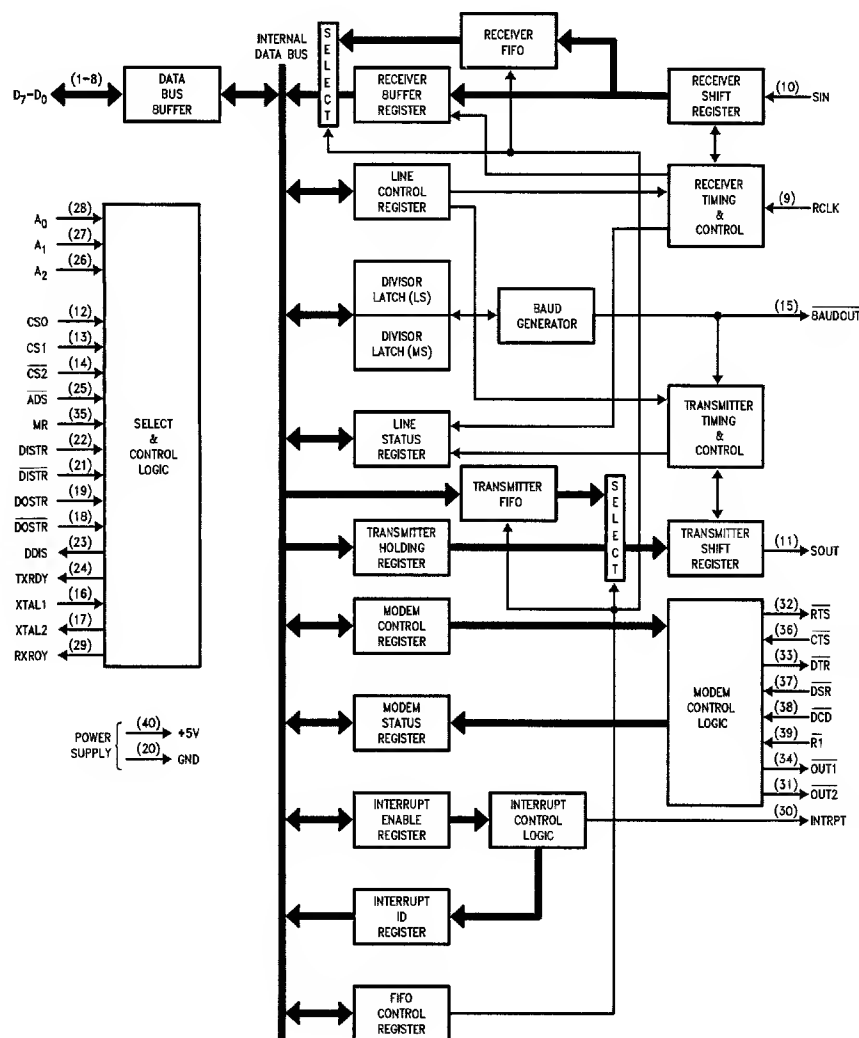 INTERNAL
DATA BUS
SELECT
RECEIVER
FIFO
D7-D0
(1-8)
DATA
BUS
BUFFER
RECEIVER
BUFFER
REGISTER
RECEIVER
SHIFT
REGISTER
(10)
SIN
LINE
CONTROL
REGISTER
RECEIVER
TIMING
&
CONTROL
(9)
RCLK
A0
(28)
A1
(27)
A2
(26)
CS0
(12)
CS1
(13)
CS2
(14)
ADS
(25)
MR
(35)
DISTR
(22)
DISTR
(21)
DOSTR
(19)
DOSTR
(18)
DDIS
(23)
TXRDY
(24)
XTAL1
(16)
XTAL2
(17)
RXROY
(29)
SELECT
&
CONTROL
LOGIC
DIVISOR
LATCH (LS)
DIVISOR
LATCH (MS)
BAUD
GENERATOR
(15)
BAUDOUT
LINE
STATUS
REGISTER
TRANSMITTER
TIMING
&
CONTROL
TRANSMITTER
FIFO
SELECT
TRANSMITTER
HOLDING
REGISTER
TRANSMITTER
SHIFT
REGISTER
(11)
SOUT
MODEM
CONTROL
REGISTER
MODEM
CONTROL
LOGIC
(32)
RTS
(36)
CTS
(33)
DTR
(37)
DSR
(38)
DCD
(39)
R1
(34)
OUT1
(31)
OUT2
MODEM
STATUS
REGISTER
POWER
SUPPLY
(40)
+5V
(20)
GND
INTERRUPT
ENABLE
REGISTER
INTERRUPT
CONTROL
LOGIC
(30)
INTRPT
INTERRUPT
ID
REGISTER
FIFO
CONTROL
REGISTER